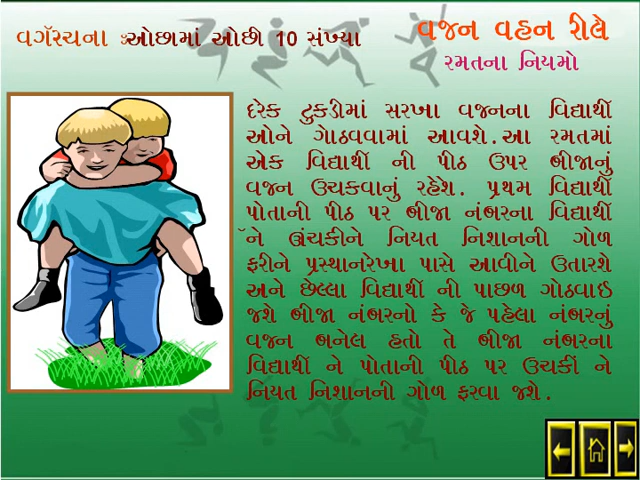 વર્ગરચના : ઓછામાં ઓછી 10 સંખ્યા
વજન વહન રીલે
રમતના નિયમો
દરેક ટુકડીમાં સરખા વજનના વિદ્યાર્થી
ઓને ગોઠવવામાં આવશે.આ રમતમાં
એક વિદ્યાર્થી ની પીઠ ઉપર બીજાનું
વજન ઉચકવાનું રહેશે. પ્રથમ વિદ્યાર્થી
પોતાની પીઠ પર બીજા નંબરના વિદ્યાર્થી
ને ઊંચકીને નિયત નિશાનની ગોળ
ફરીને પ્રસ્થાનરેખા પાસે આવીને ઉતારશે
અને છેલ્લા વિદ્યાર્થી ની પાછળ ગોઠવાઈ
જશે બીજા નંબરનો કે જે પહેલા નંબરનું
વજન બનેલ હતો તે બીજા નંબરના
વિદ્યાર્થી ને પોતાની પીઠ પર ઉચકીં ને
નિયત નિશાનની ગોળ ફરવા જશે.